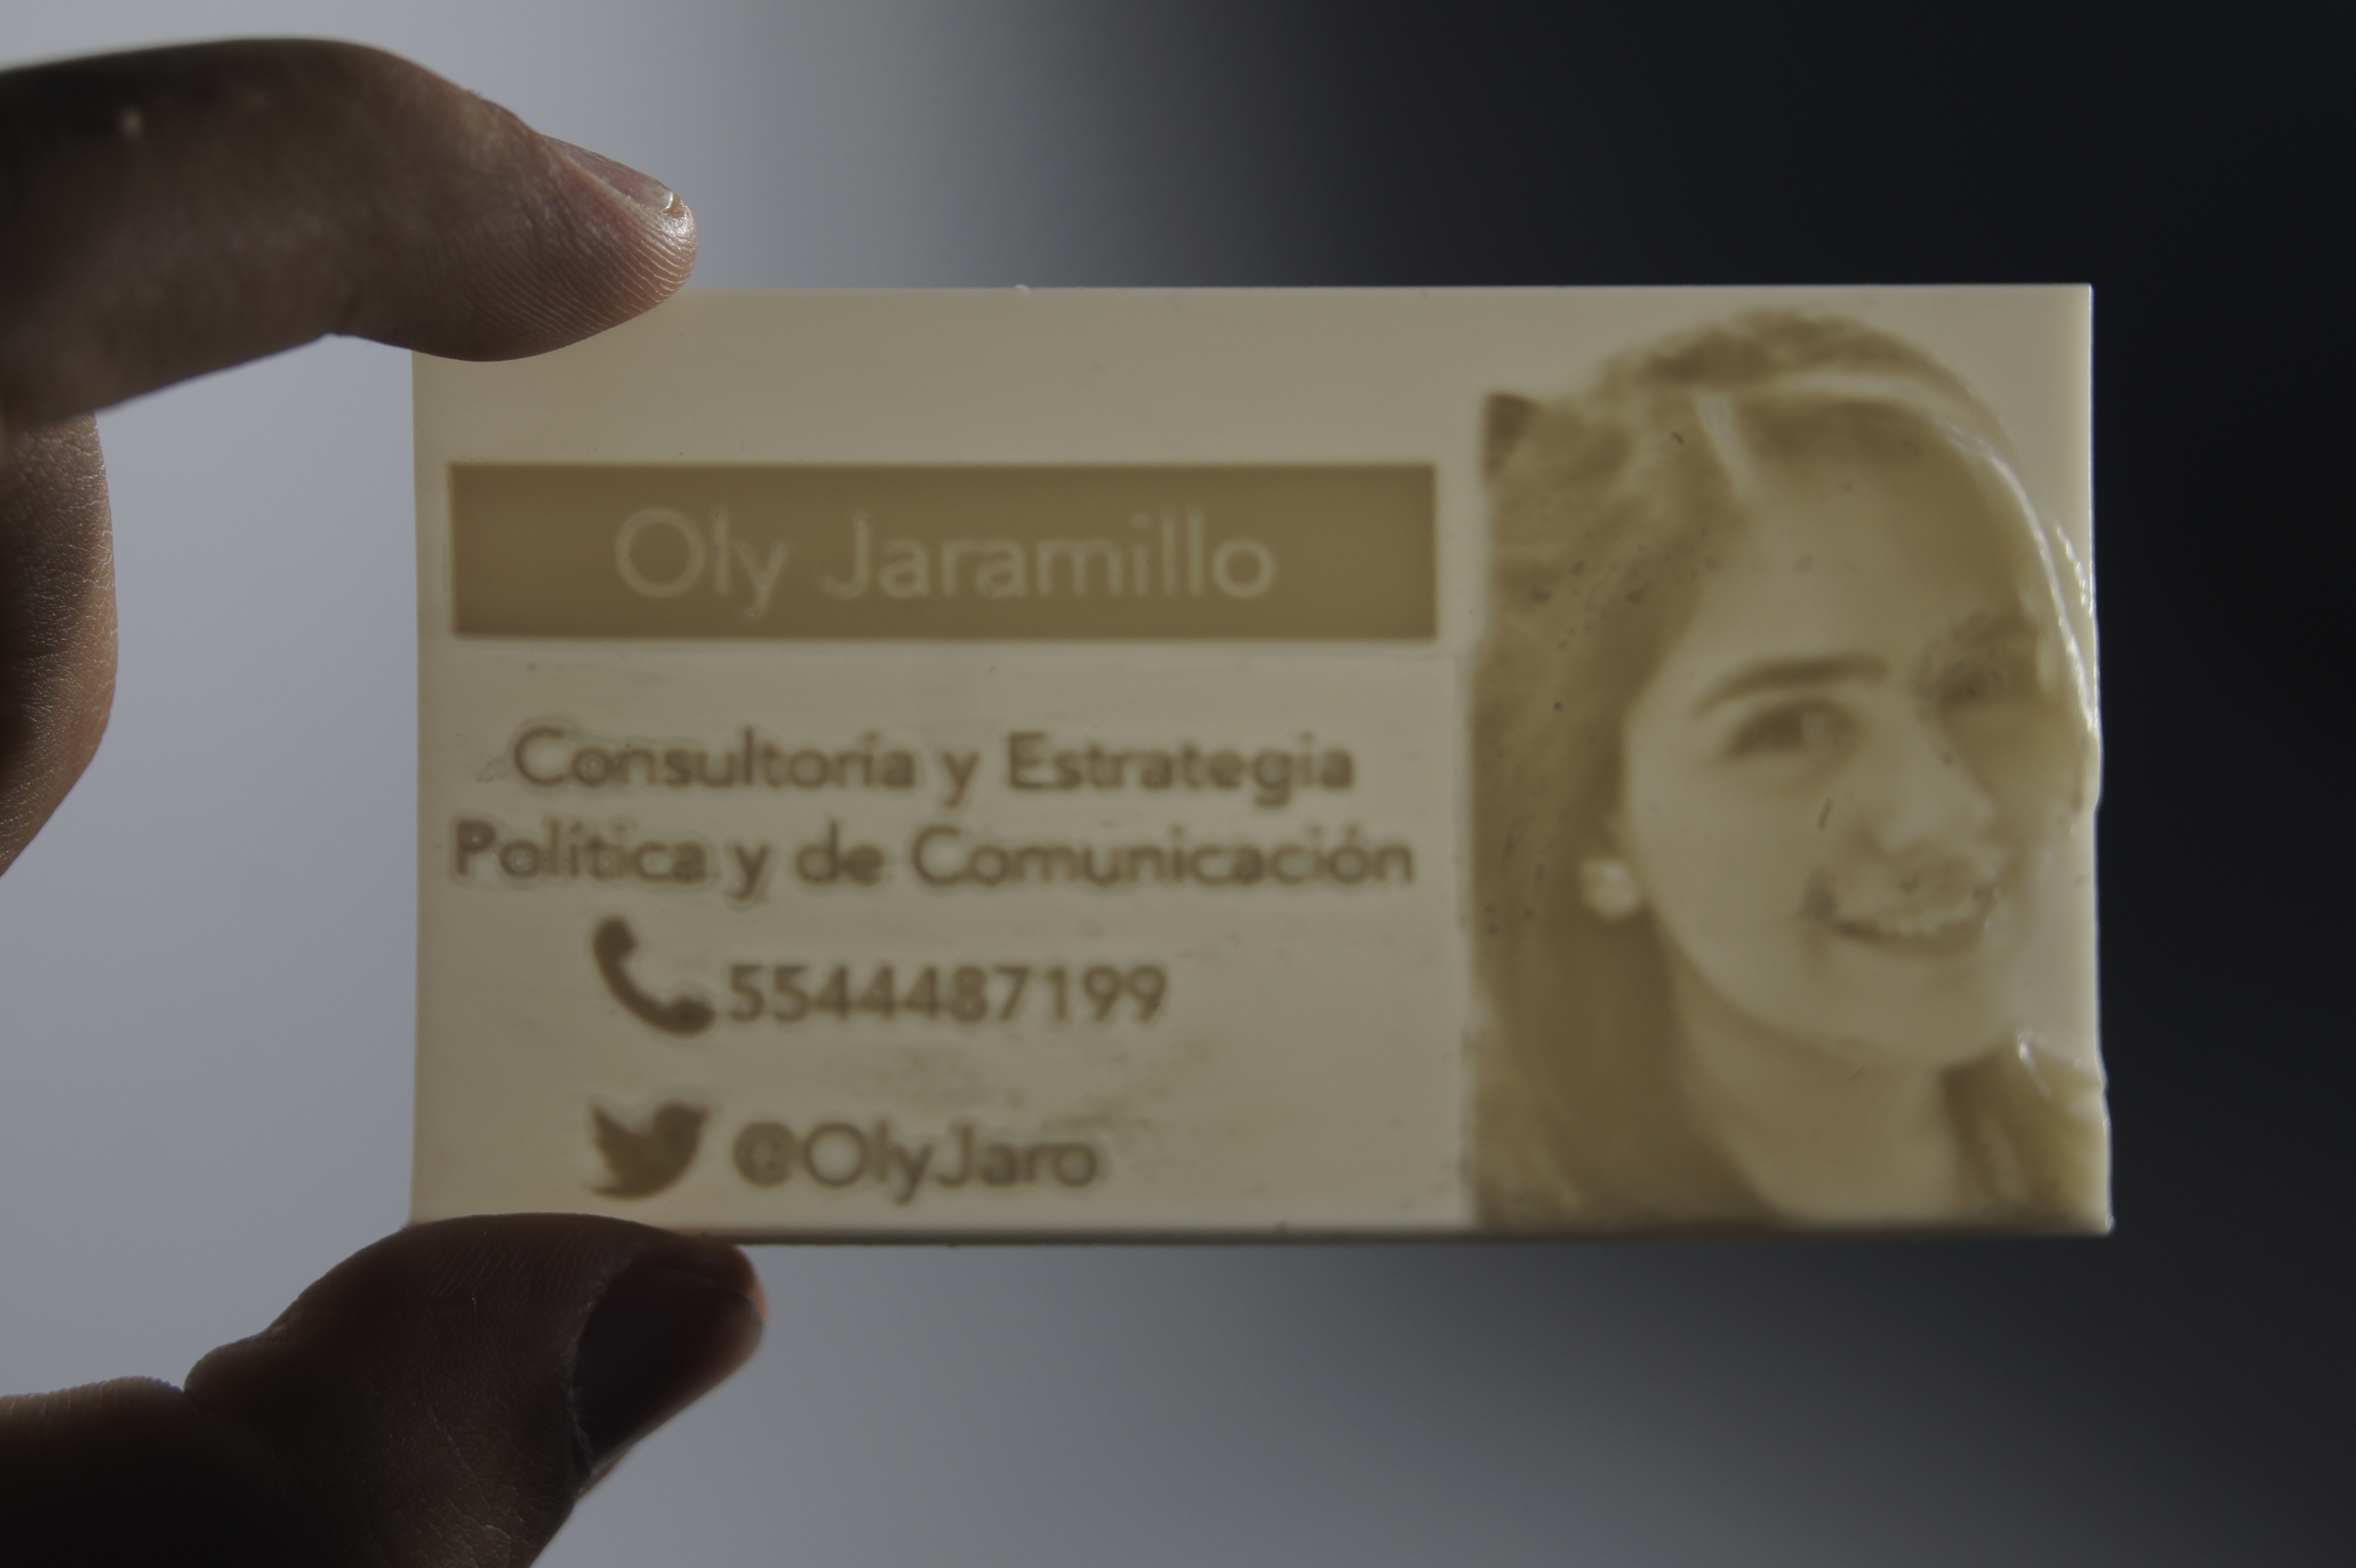 Oly Jaramillo
Consultoría y Estrategia
Política y de Comunicación
5544487199
@OlyJaro